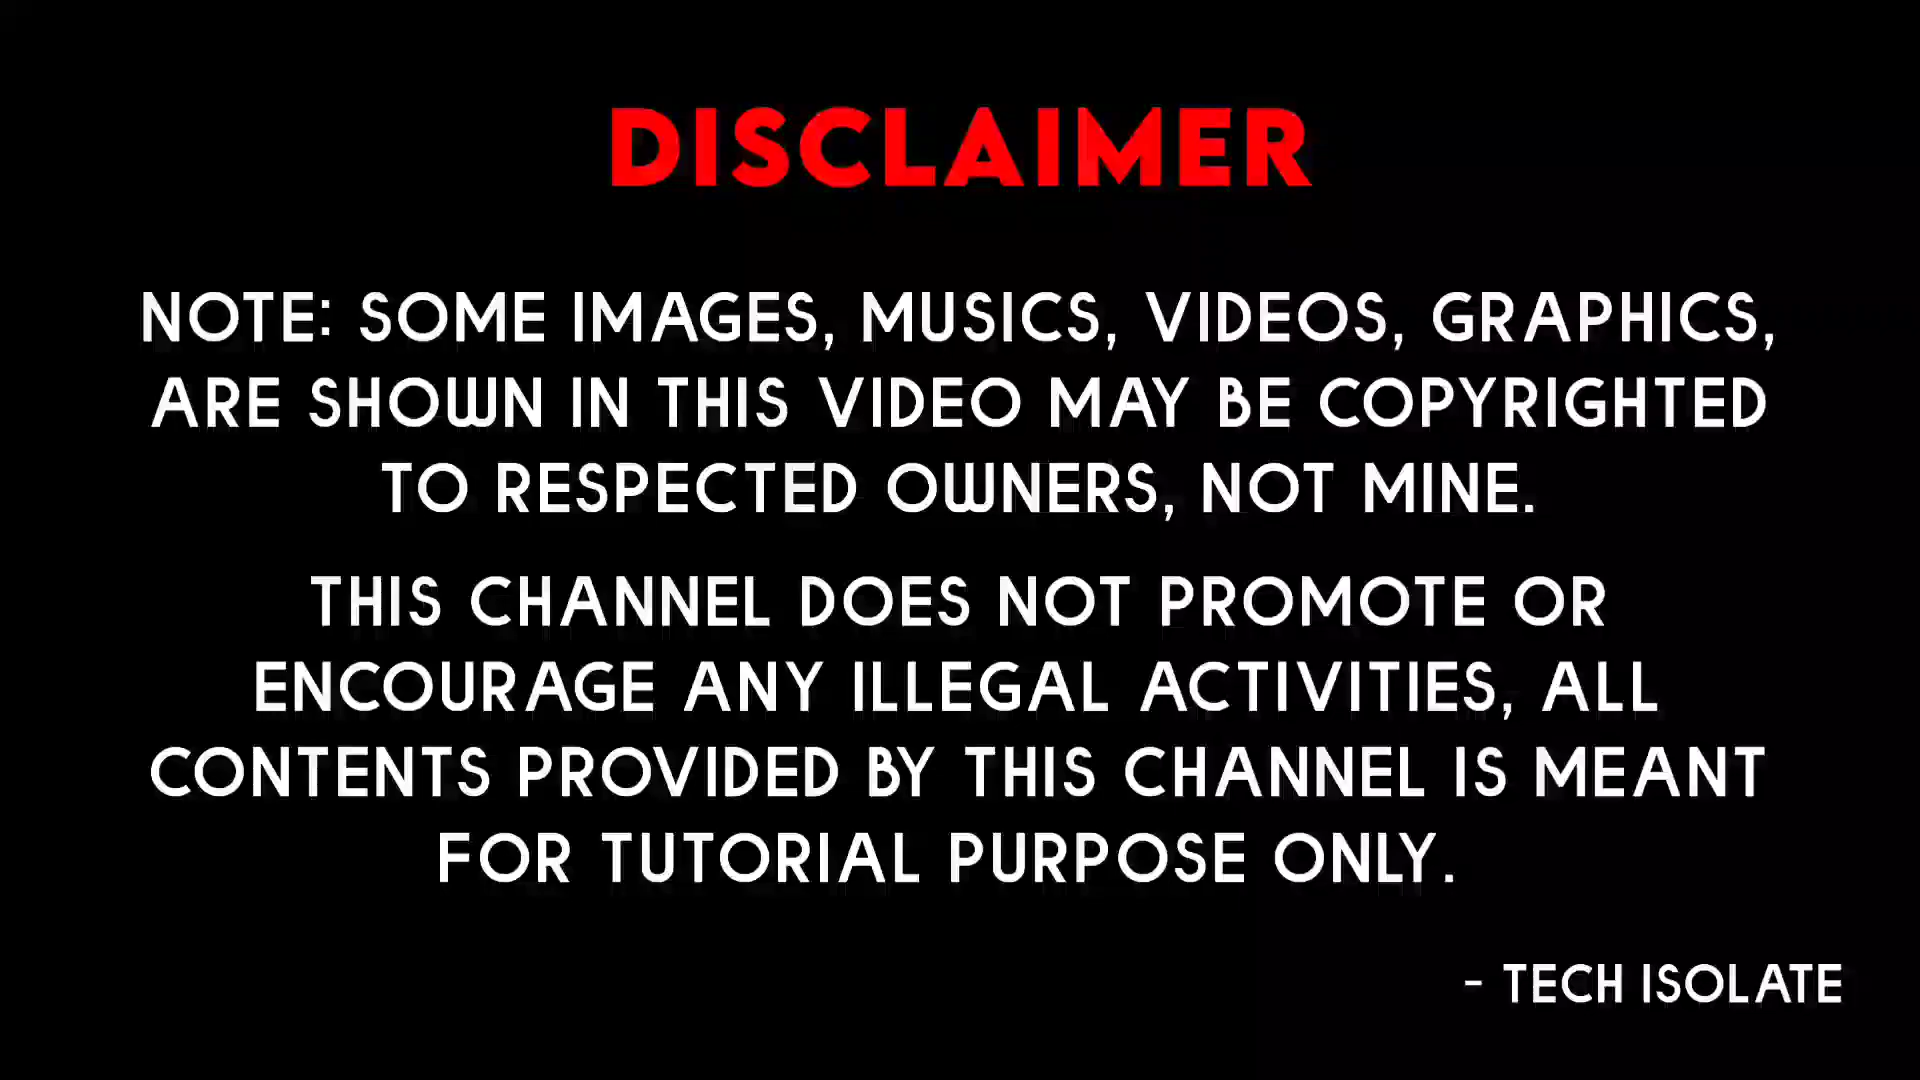 DISCLAIMER
NOTE: SOME IMAGES, MUSICS, VIDEOS, GRAPHICS,
ARE SHOWN IN THIS VIDEO MAY BE COPYRIGHTED
TO RESPECTED OWNERS, NOT MINE.
THIS CHANNEL DOES NOT PROMOTE OR
ENCOURAGE ANY ILLEGAL ACTIVITIES, ALL
CONTENTS PROVIDED BY THIS CHANNEL IS MEANT
FOR TUTORIAL PURPOSE ONLY.
- TECH ISOLATE